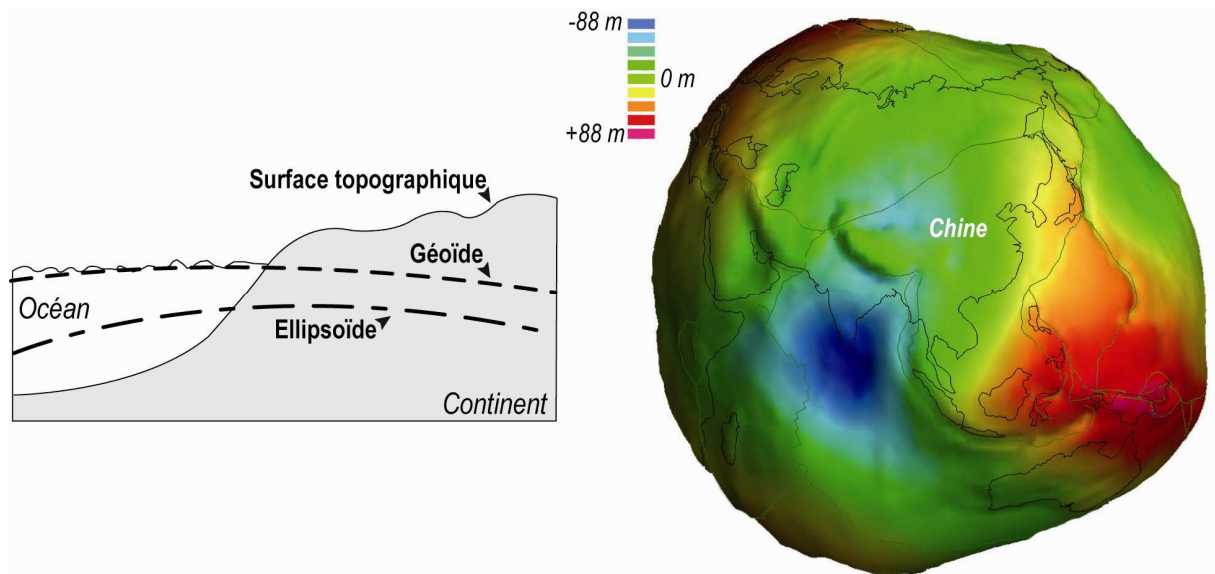 -88 m
0 m
+88 m
Surface topographique
Géoïde
Océan
Ellipsoïde
Continent
Chine